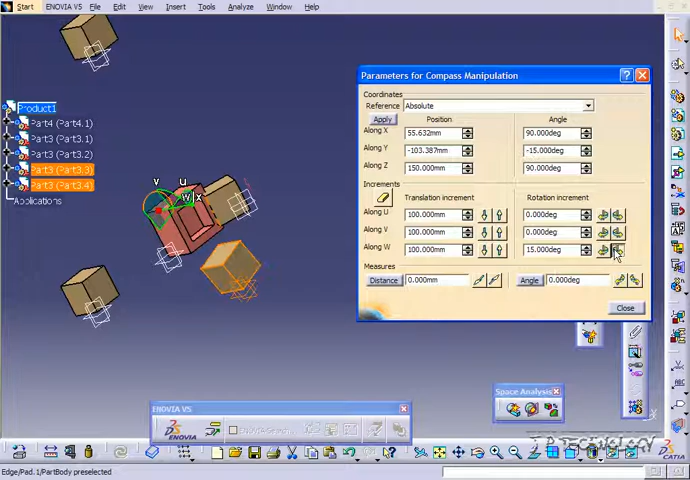 Start ENOVIA V5 File Edit View Insert Tools Analyze Window Help
Product1
Part4 (Part4.1)
Part3 (Part3.1)
Part3 (Part3.2)
Part3 (Part3.3)
Part3 (Part3.4)
Applications
v u
w x
Parameters for Compass Manipulation
Coordinates
Reference Absolute
Apply Position Angle
Along X 55.632mm 90.000deg
Along Y -103.387mm -15.000deg
Along Z 150.000mm 90.000deg
Increments
Translation increment Rotation increment
Along U 100.000mm 0.000deg
Along V 100.000mm 0.000deg
Along W 100.000mm 15.000deg
Measures
Distance 0.000mm Angle 0.000deg
Close
Space Analysis
ENOVIA V5
ENOVIA
CATIA
Edge/Pad.1/PartBody preselected